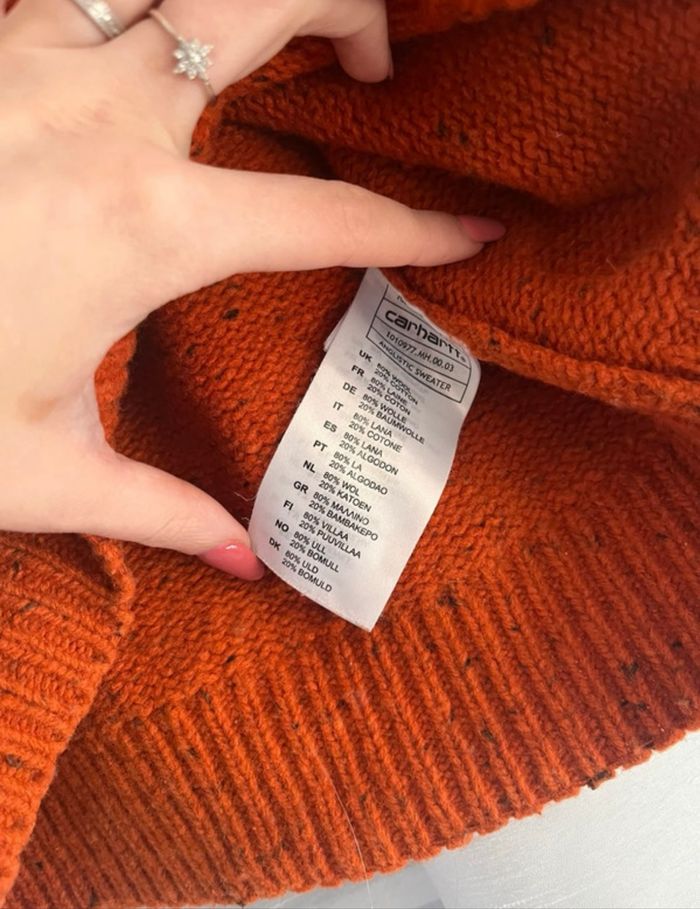 carhartt
1010977.MH.00.03
ANGLISTIC SWEATER
UK 80% WOOL
20% COTTON
FR 80% LAINE
20% COTON
DE 80% WOLLE
20% BAUMWOLLE
IT 80% LANA
20% COTONE
ES 80% LANA
20% ALGODON
PT 80% LA
20% ALGODAO
NL 80% WOL
20% KATOEN
GR 80% ΜΑΛΛΙΝΟ
20% ΒΑΜΒΑΚΕΡΟ
FI 80% VILLAA
20% PUUVILLAA
NO 80% ULL
20% BOMULL
DK 80% ULD
20% BOMULD